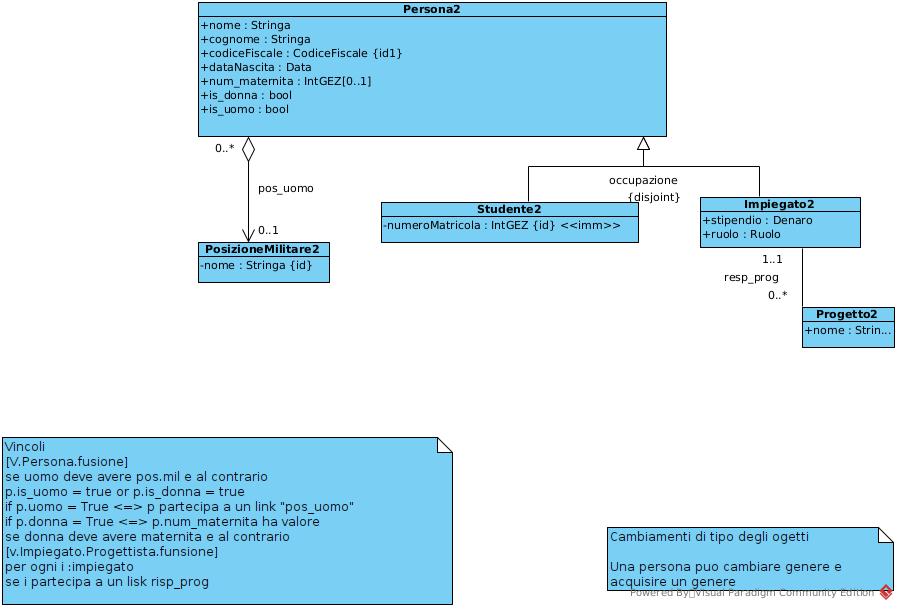 Persona2
+nome : Stringa
+cognome : Stringa
+codiceFiscale : CodiceFiscale {id1}
+dataNascita : Data
+num_maternita : IntGEZ[0..1]
+is_donna : bool
+is_uomo : bool
0..*
pos_uomo
0..1
PosizioneMilitare2
-nome : Stringa {id}
occupazione
{disjoint}
Studente2
-numeroMatricola : IntGEZ {id} <<imm>>
Impiegato2
+stipendio : Denaro
+ruolo : Ruolo
1..1
resp_prog
0..*
Progetto2
+nome : Strin...
Vincoli
[V.Persona.fusione]
se uomo deve avere pos.mil e al contrario
p.is_uomo = true or p.is_donna = true
if p.uomo = True <=> p partecipa a un link "pos_uomo"
if p.donna = True <=> p.num_maternita ha valore
se donna deve avere maternita e al contrario
[v.Impiegato.Progettista.funsione]
per ogni i :impiegato
se i partecipa a un lisk risp_prog
Cambiamenti di tipo degli ogetti
Una persona puo cambiare genere e
acquisire un genere
Powered By Visual Paradigm Community Edition